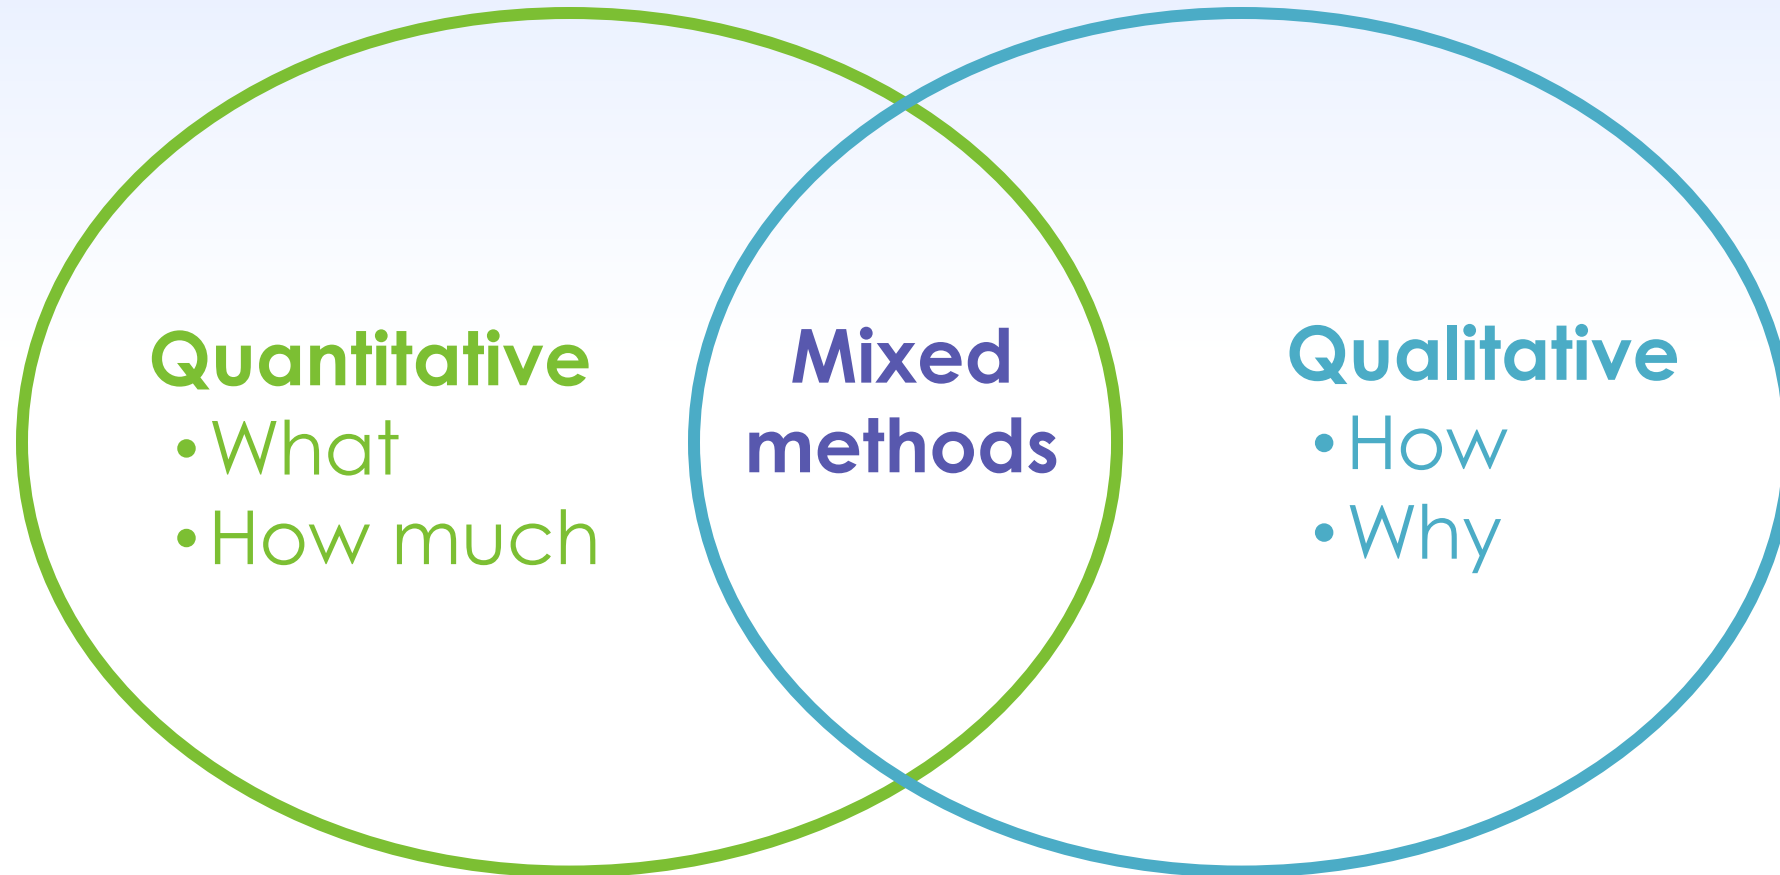 Quantitative
•What
•How much
Mixed
methods
Qualitative
•How
•Why